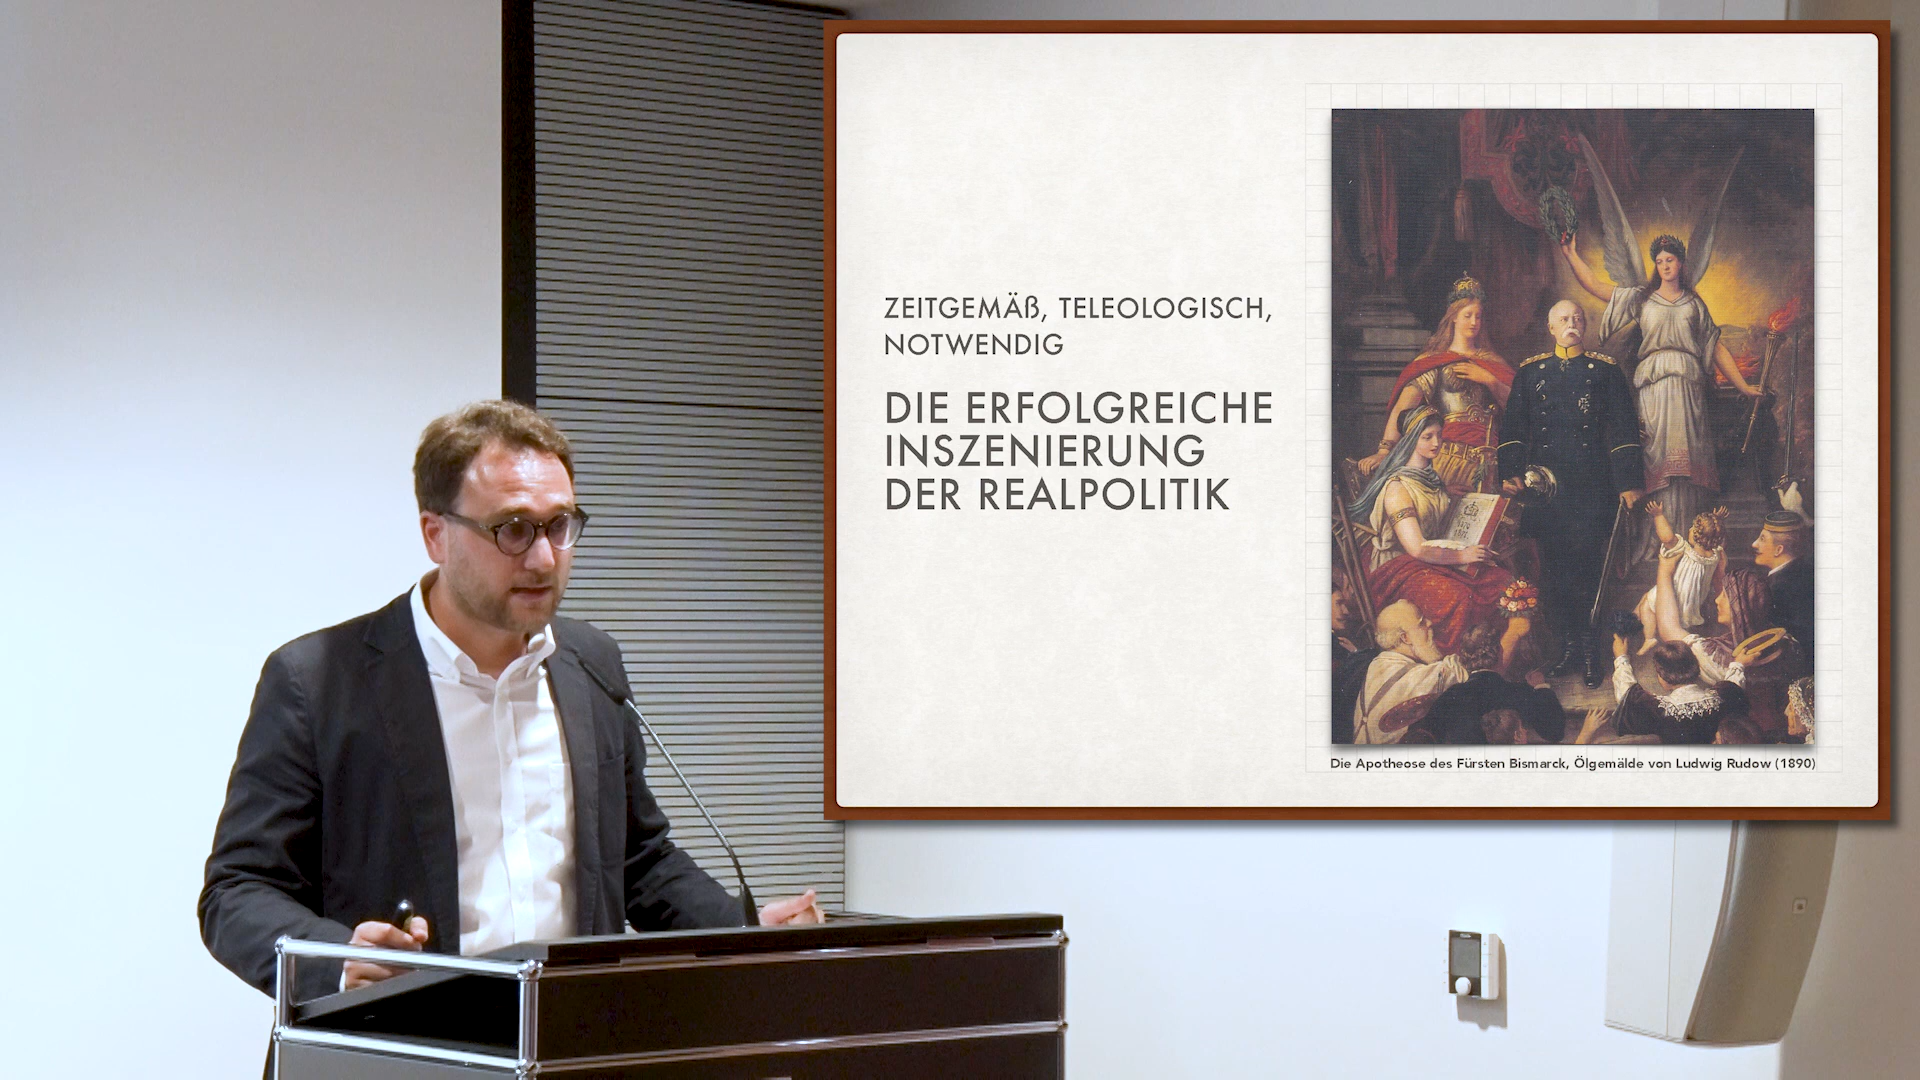 ZEITGEMÄß, TELEOLOGISCH,
NOTWENDIG
DIE ERFOLGREICHE
INSZENIERUNG
DER REALPOLITIK
Die Apotheose des Fürsten Bismarck, Ölgemälde von Ludwig Rudow (1890)